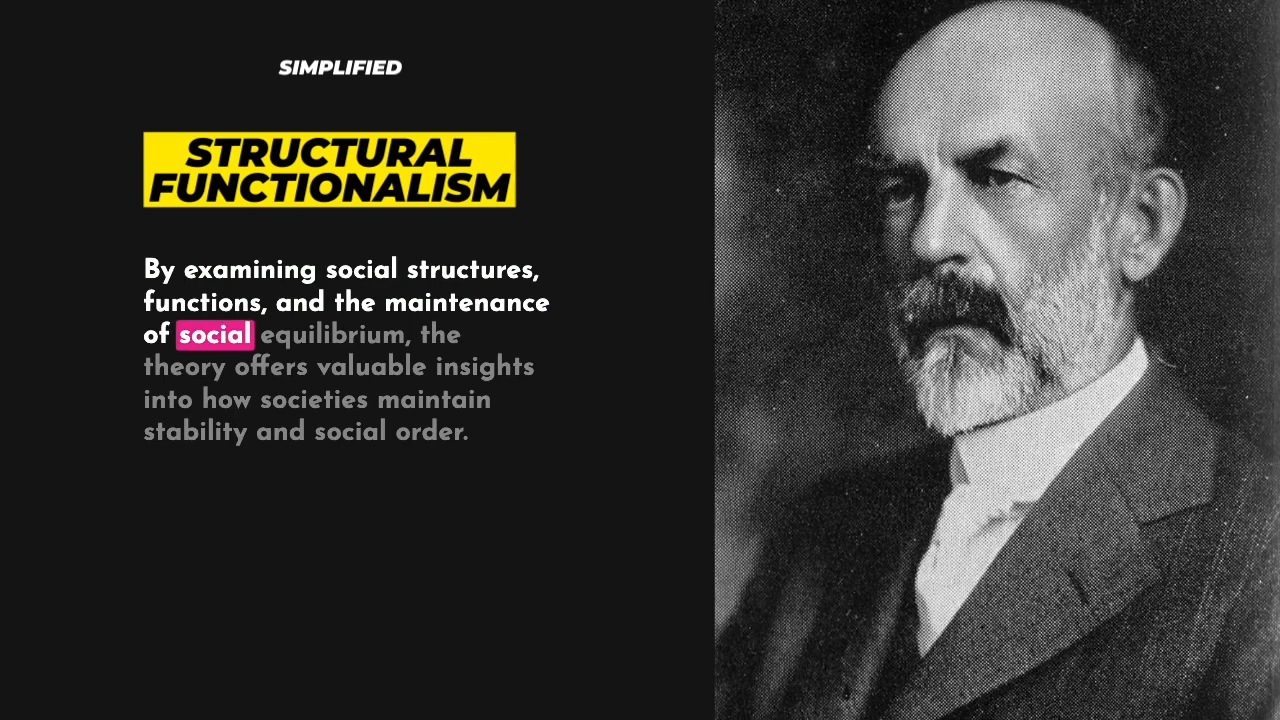 SIMPLIFIED
STRUCTURAL
FUNCTIONALISM
By examining social structures,
functions, and the maintenance
of social equilibrium, the
theory offers valuable insights
into how societies maintain
stability and social order.